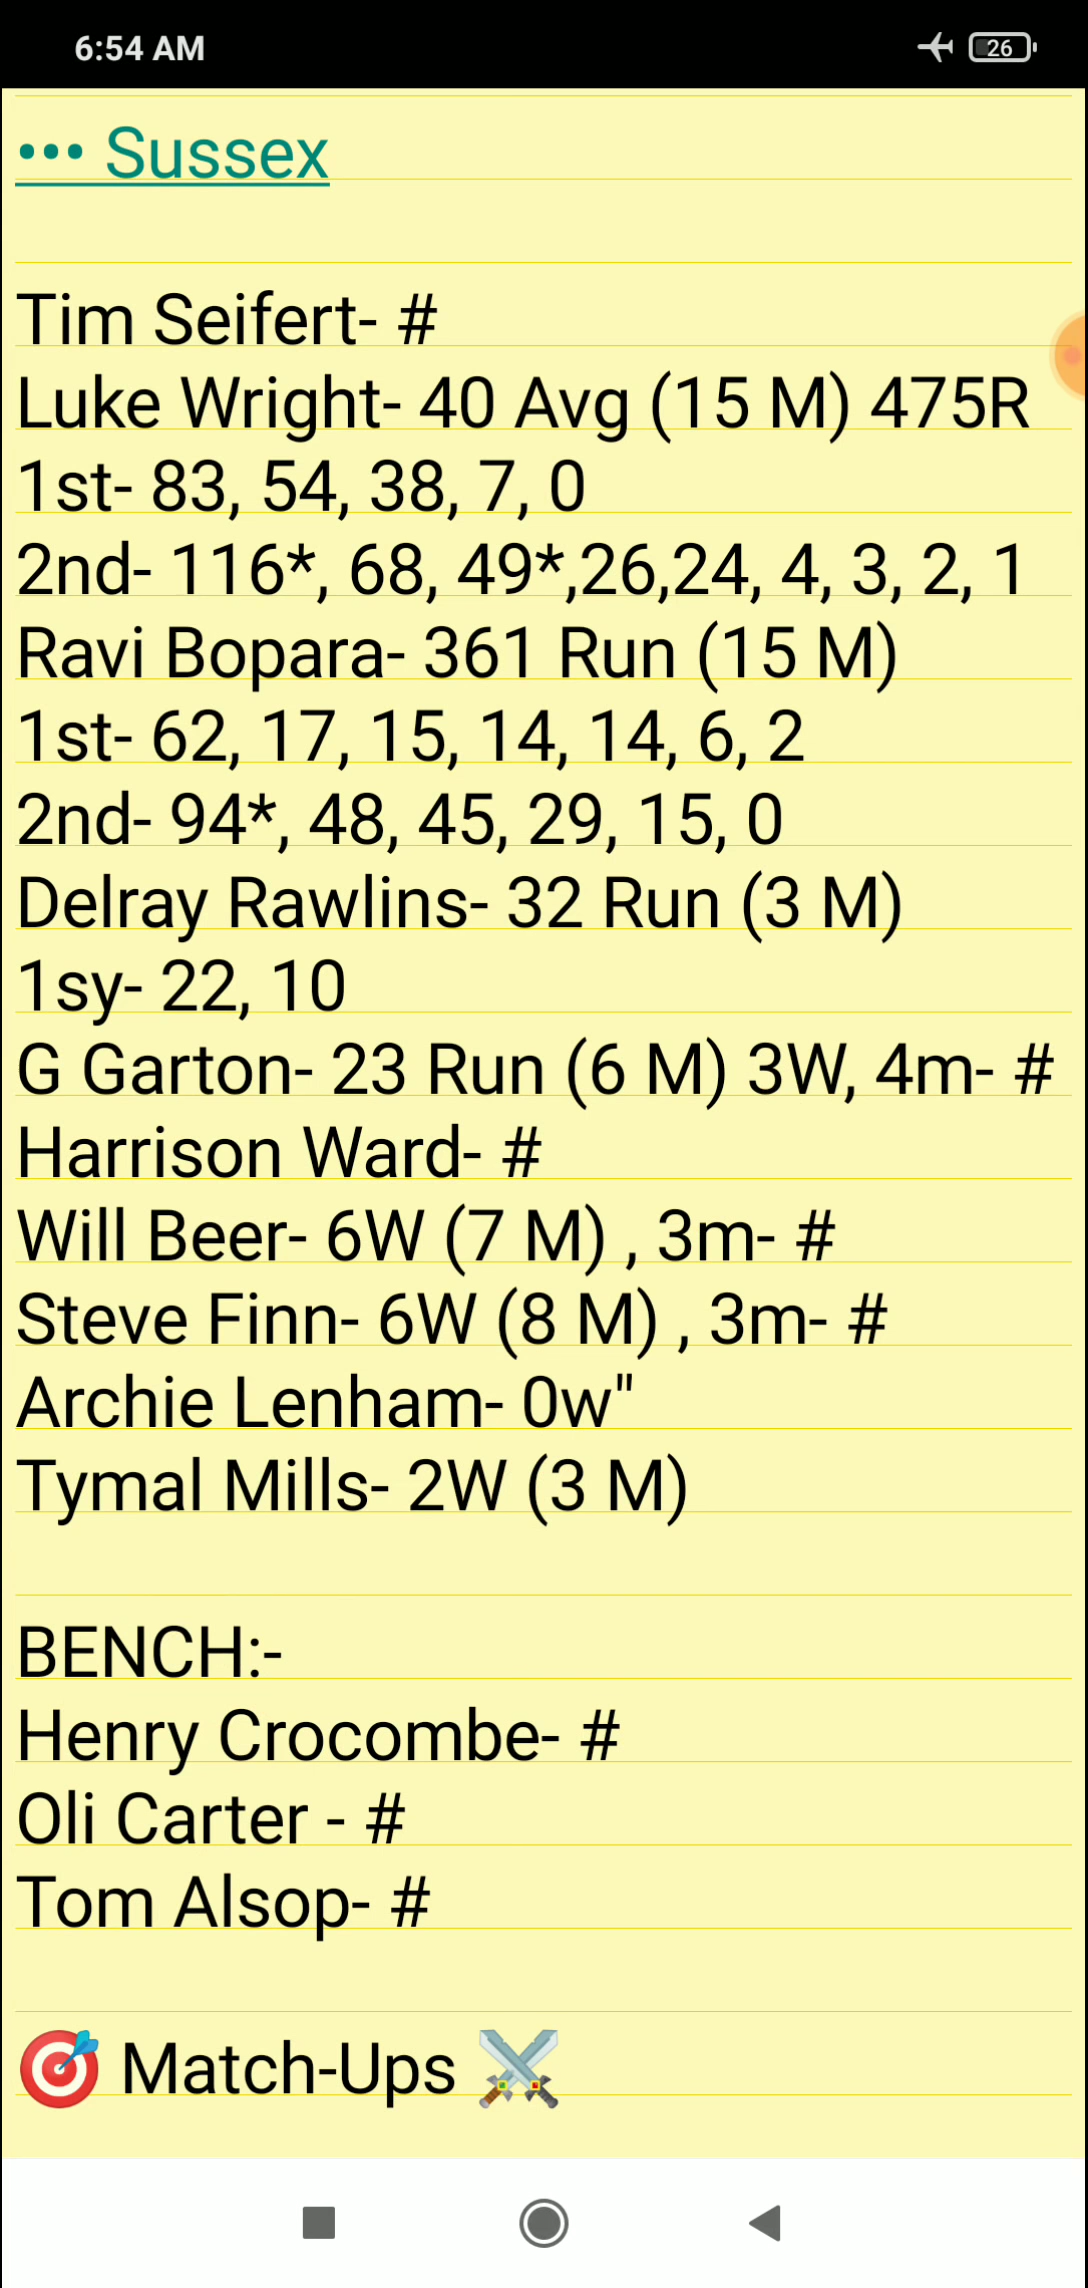 6:54 AM
26
••• Sussex
Tim Seifert- #
Luke Wright- 40 Avg (15 M) 475R
1st- 83, 54, 38, 7, 0
2nd- 116*, 68, 49*,26,24, 4, 3, 2, 1
Ravi Bopara- 361 Run (15 M)
1st- 62, 17, 15, 14, 14, 6, 2
2nd- 94*, 48, 45, 29, 15, 0
Delray Rawlins- 32 Run (3 M)
1sy- 22, 10
G Garton- 23 Run (6 M) 3W, 4m- #
Harrison Ward- #
Will Beer- 6W (7 M) , 3m- #
Steve Finn- 6W (8 M) , 3m- #
Archie Lenham- 0w"
Tymal Mills- 2W (3 M)
BENCH:-
Henry Crocombe- #
Oli Carter - #
Tom Alsop- #
🎯 Match-Ups ⚔️